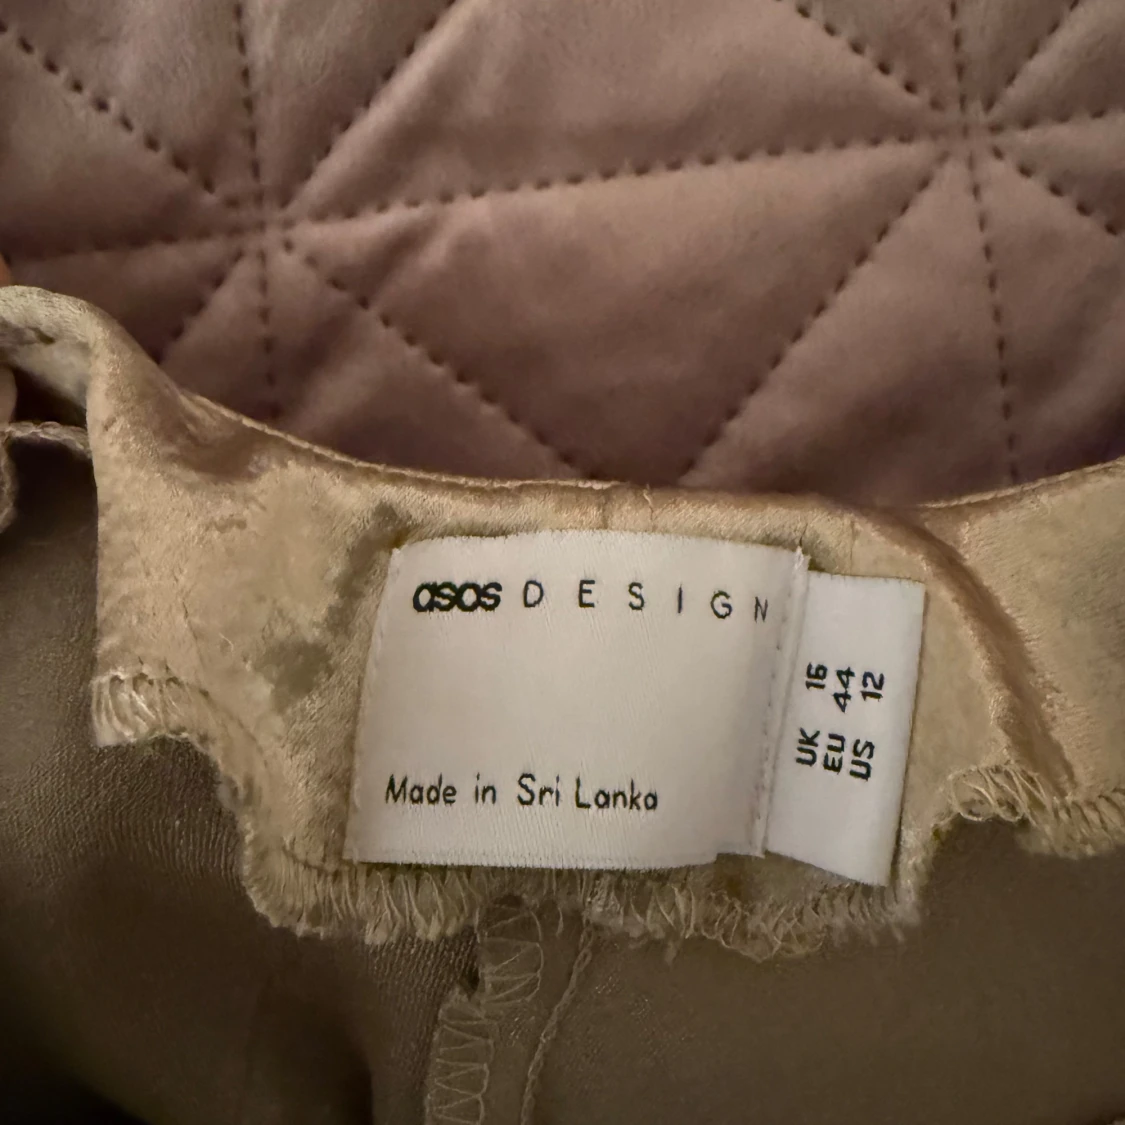 asos DESIGN
Made in Sri Lanka
UK 16
EU 44
US 12